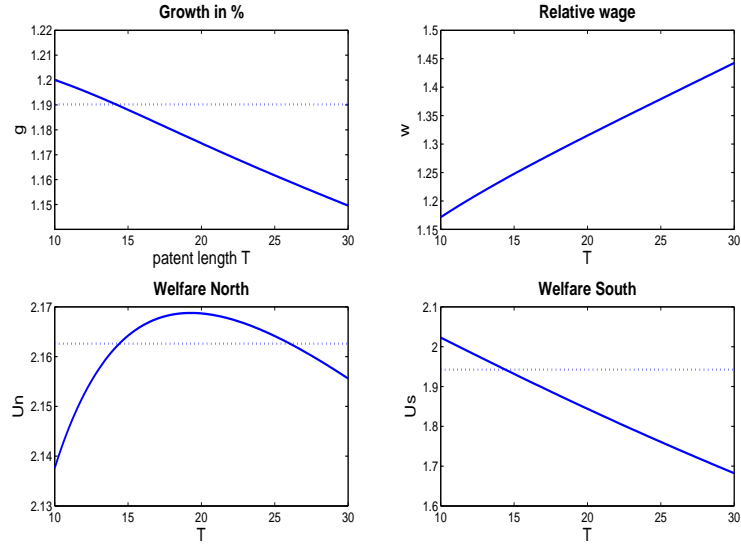 Growth in %
1.22
1.21
1.2
1.19
1.18
1.17
1.16
1.15
g
10 15 20 25 30
patent length T
Relative wage
1.5
1.45
1.4
1.35
1.3
1.25
1.2
1.15
w
10 15 20 25 30
T
Welfare North
2.17
2.16
2.15
2.14
2.13
Un
10 15 20 25 30
T
Welfare South
2.1
2
1.9
1.8
1.7
1.6
Us
10 15 20 25 30
T